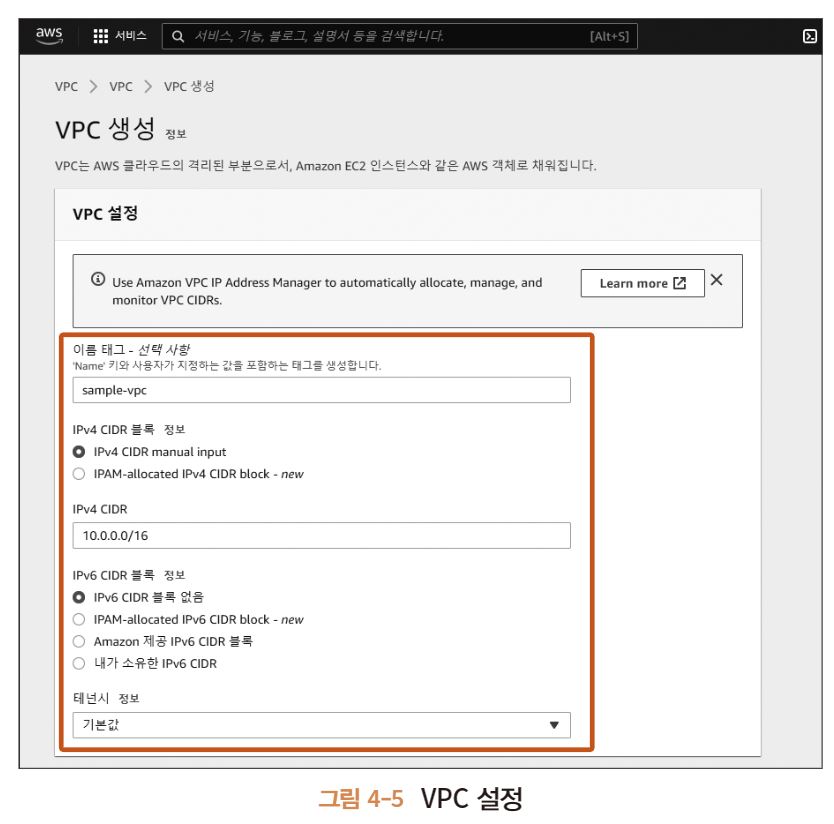 aws 서비스 서비스, 기능, 블로그, 설명서 등을 검색합니다. [Alt+S]
VPC > VPC > VPC 생성
VPC 생성 정보
VPC는 AWS 클라우드의 격리된 부분으로서, Amazon EC2 인스턴스와 같은 AWS 객체로 채워집니다.
VPC 설정
Use Amazon VPC IP Address Manager to automatically allocate, manage, and
monitor VPC CIDRs.
Learn more
이름 태그 - 선택 사항
'Name' 키와 사용자가 지정하는 값을 포함하는 태그를 생성합니다.
sample-vpc
IPv4 CIDR 블록 정보
IPv4 CIDR manual input
IPAM-allocated IPv4 CIDR block - new
IPv4 CIDR
10.0.0.0/16
IPv6 CIDR 블록 정보
IPv6 CIDR 블록 없음
IPAM-allocated IPv6 CIDR block - new
Amazon 제공 IPv6 CIDR 블록
내가 소유한 IPv6 CIDR
테넌시 정보
기본값
그림 4-5 VPC 설정